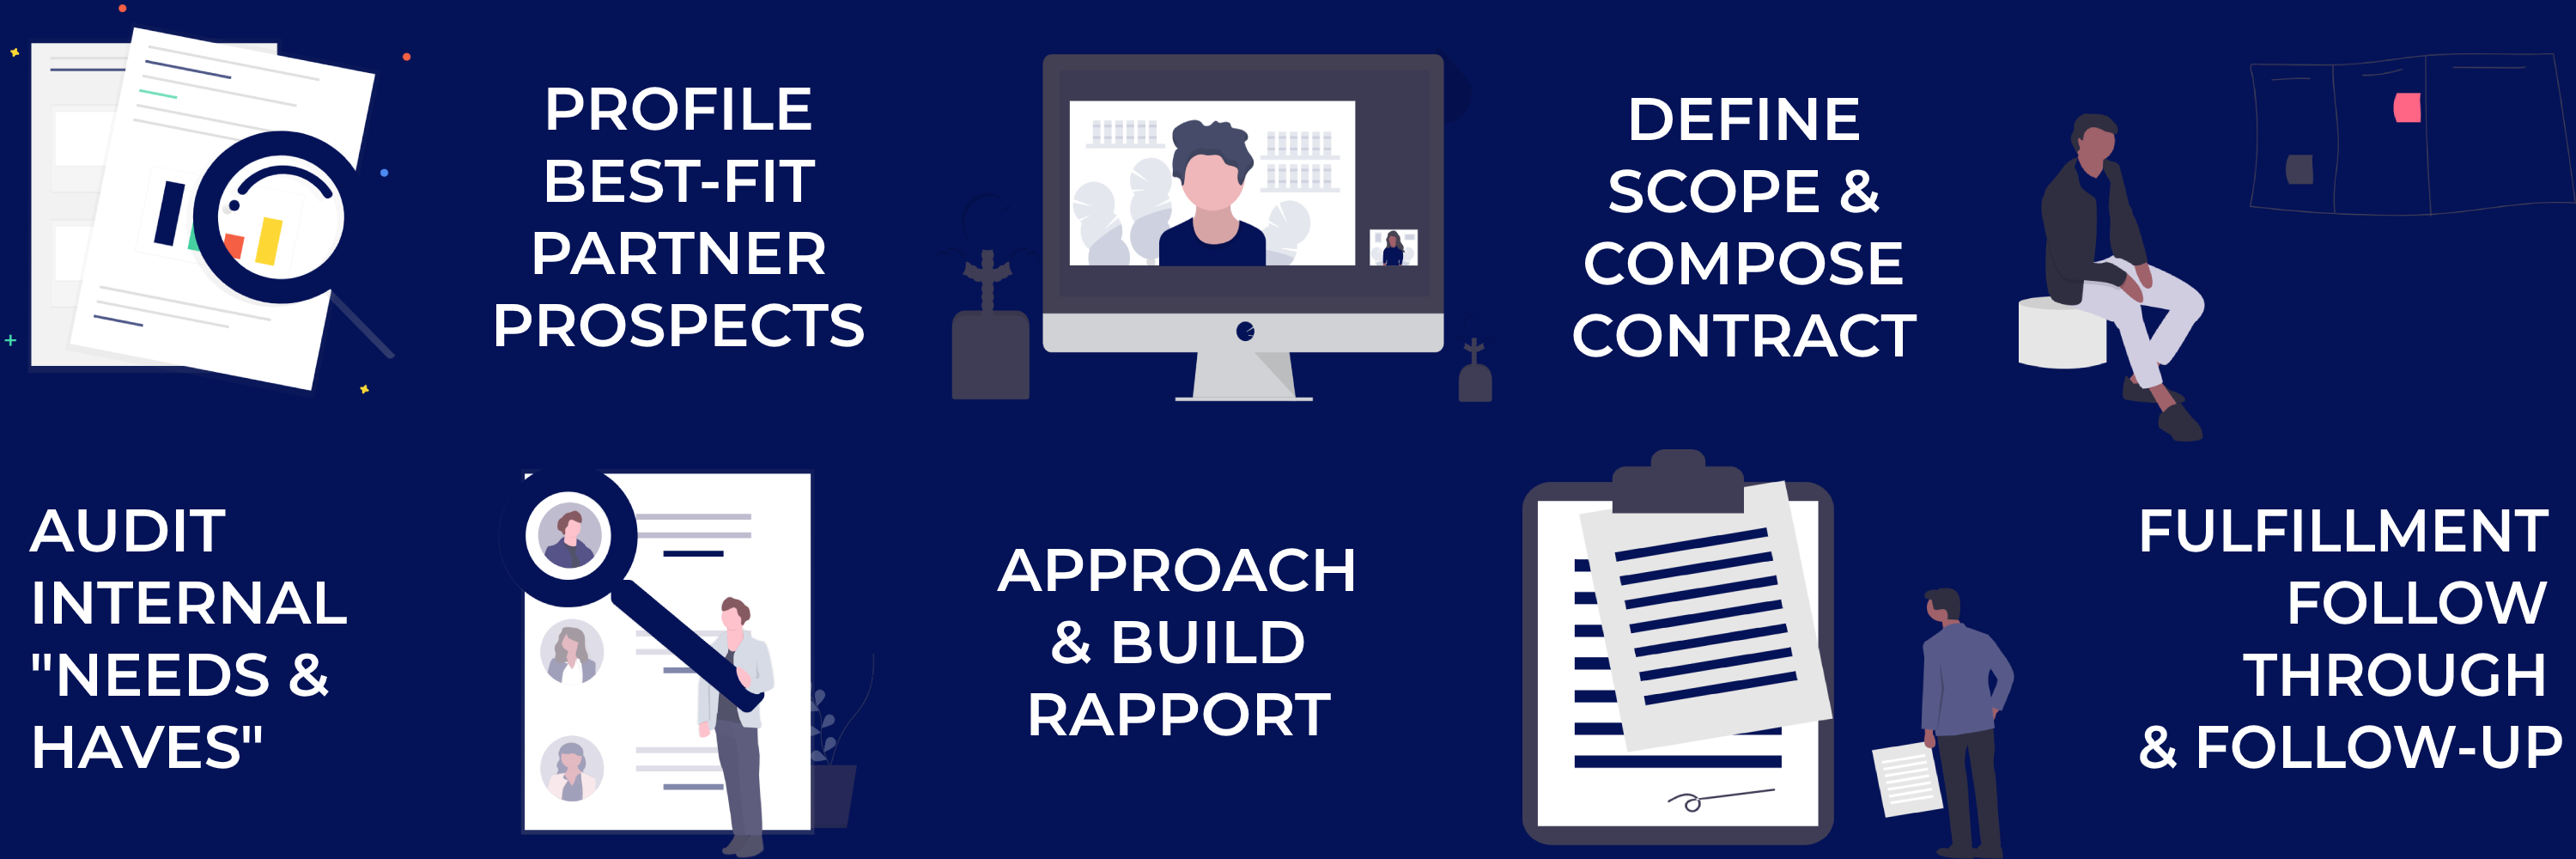 AUDIT
INTERNAL
"NEEDS &
HAVES"
PROFILE
BEST-FIT
PARTNER
PROSPECTS
APPROACH
& BUILD
RAPPORT
DEFINE
SCOPE &
COMPOSE
CONTRACT
FULFILLMENT
FOLLOW
THROUGH
& FOLLOW-UP